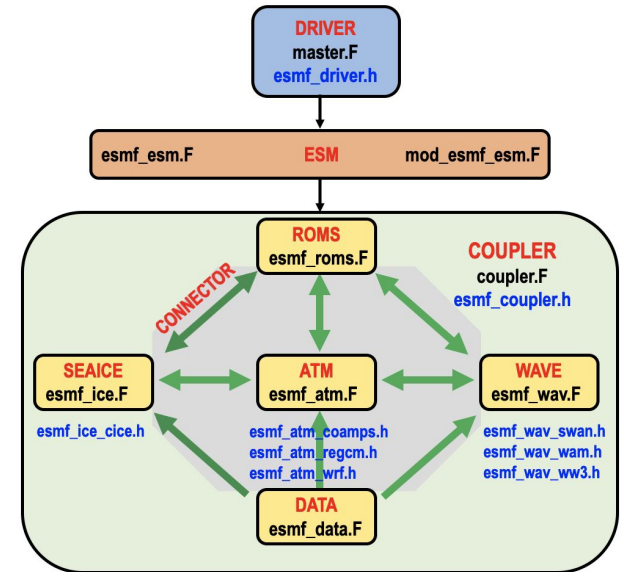 DRIVER
master.F
esmf_driver.h
esmf_esm.F ESM mod_esmf_esm.F
ROMS
esmf_roms.F
COUPLER
coupler.F
esmf_coupler.h
CONNECTOR
SEAICE
esmf_ice.F
ATM
esmf_atm.F
WAVE
esmf_wav.F
esmf_ice_cice.h
esmf_atm_coamps.h
esmf_atm_regcm.h
esmf_atm_wrf.h
esmf_wav_swan.h
esmf_wav_wam.h
esmf_wav_ww3.h
DATA
esmf_data.F